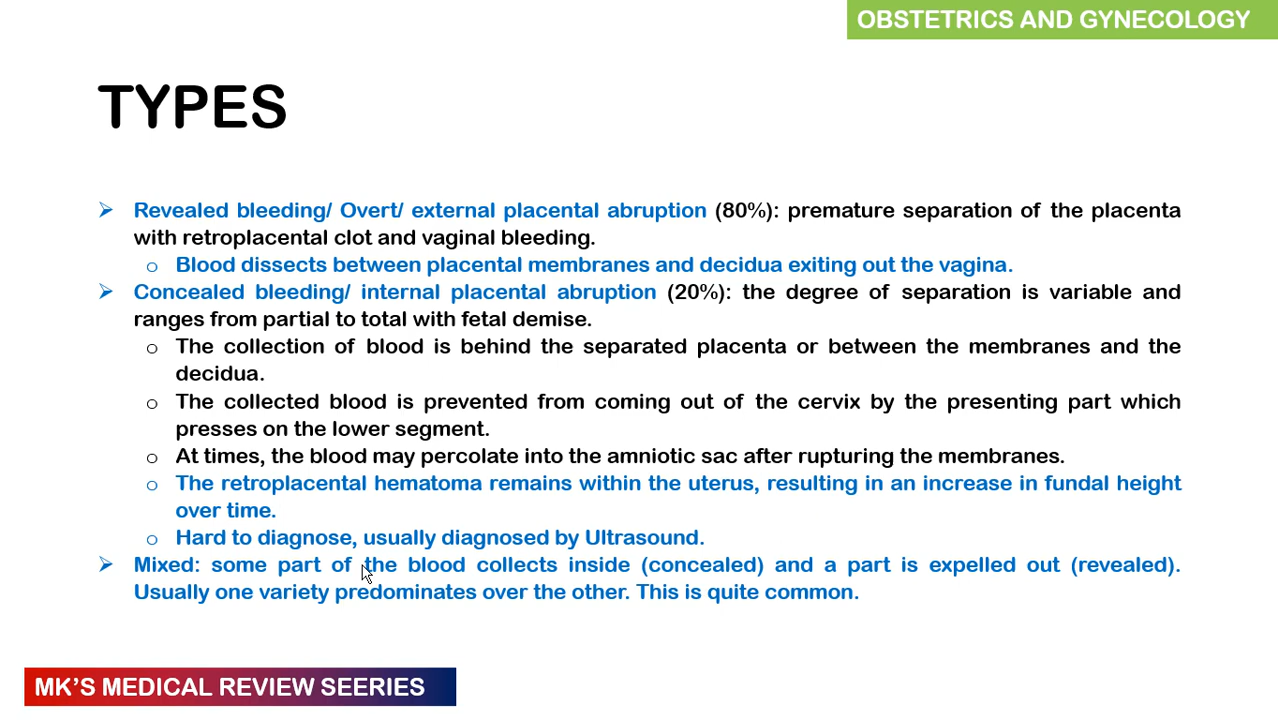 OBSTETRICS AND GYNECOLOGY
TYPES
➢ Revealed bleeding/ Overt/ external placental abruption (80%): premature separation of the placenta
with retroplacental clot and vaginal bleeding.
o Blood dissects between placental membranes and decidua exiting out the vagina.
➢ Concealed bleeding/ internal placental abruption (20%): the degree of separation is variable and
ranges from partial to total with fetal demise.
o The collection of blood is behind the separated placenta or between the membranes and the
decidua.
o The collected blood is prevented from coming out of the cervix by the presenting part which
presses on the lower segment.
o At times, the blood may percolate into the amniotic sac after rupturing the membranes.
o The retroplacental hematoma remains within the uterus, resulting in an increase in fundal height
over time.
o Hard to diagnose, usually diagnosed by Ultrasound.
➢ Mixed: some part of the blood collects inside (concealed) and a part is expelled out (revealed).
Usually one variety predominates over the other. This is quite common.
MK'S MEDICAL REVIEW SEERIES